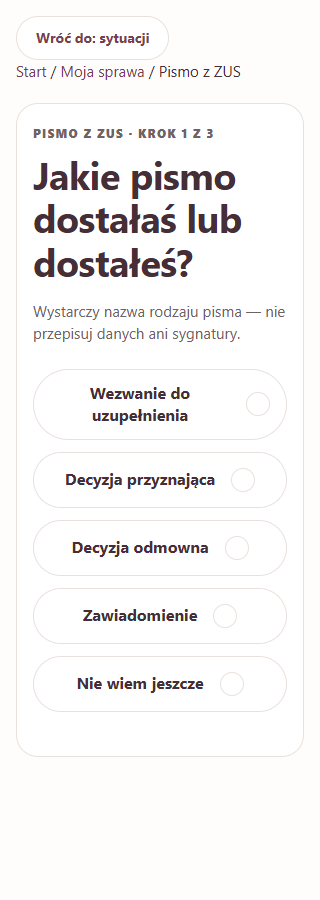 Wróć do: sytuacji
Start / Moja sprawa / Pismo z ZUS
PISMO Z ZUS · KROK 1 Z 3
Jakie pismo
dostałaś lub
dostałeś?
Wystarczy nazwa rodzaju pisma — nie
przepisuj danych ani sygnatury.
Wezwanie do
uzupełnienia
Decyzja przyznająca
Decyzja odmowna
Zawiadomienie
Nie wiem jeszcze